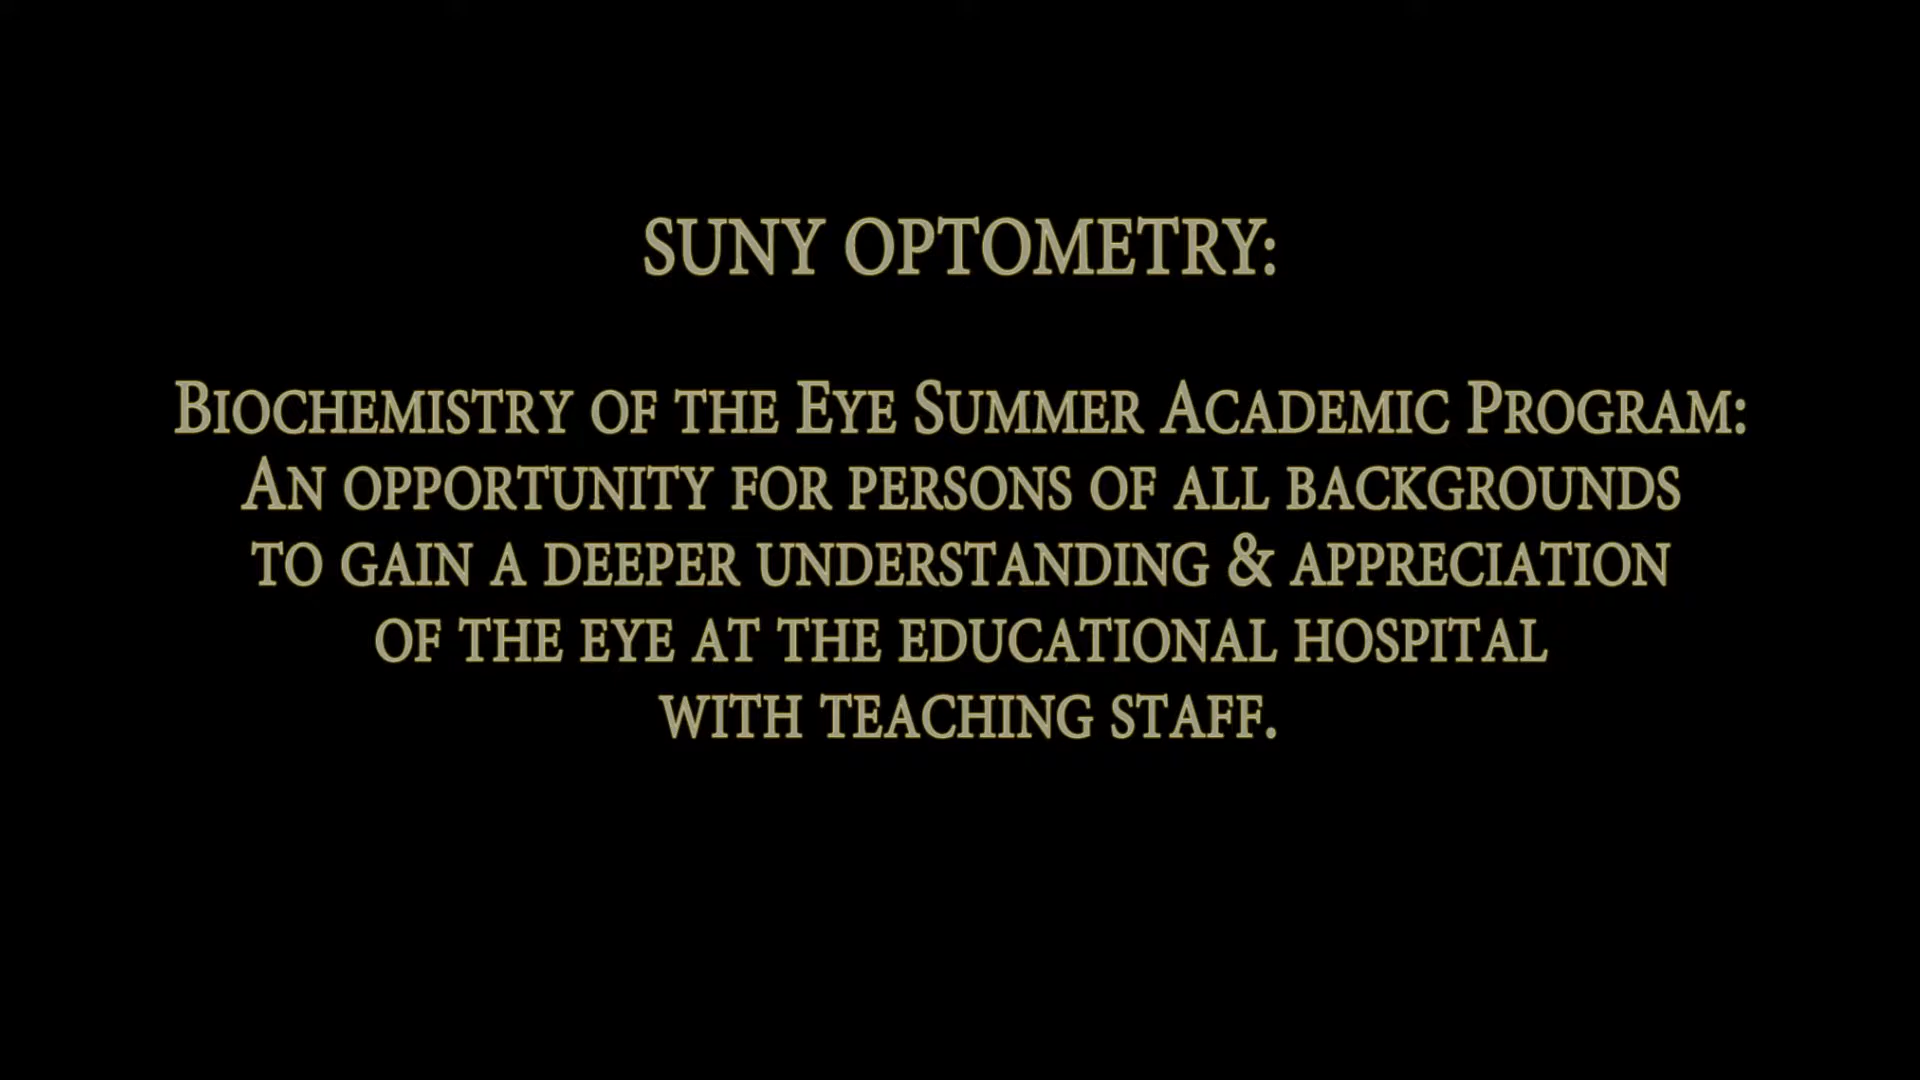 SUNY OPTOMETRY:
Biochemistry of the Eye Summer Academic Program:
An opportunity for persons of all backgrounds
to gain a deeper understanding & appreciation
of the eye at the educational hospital
with teaching staff.